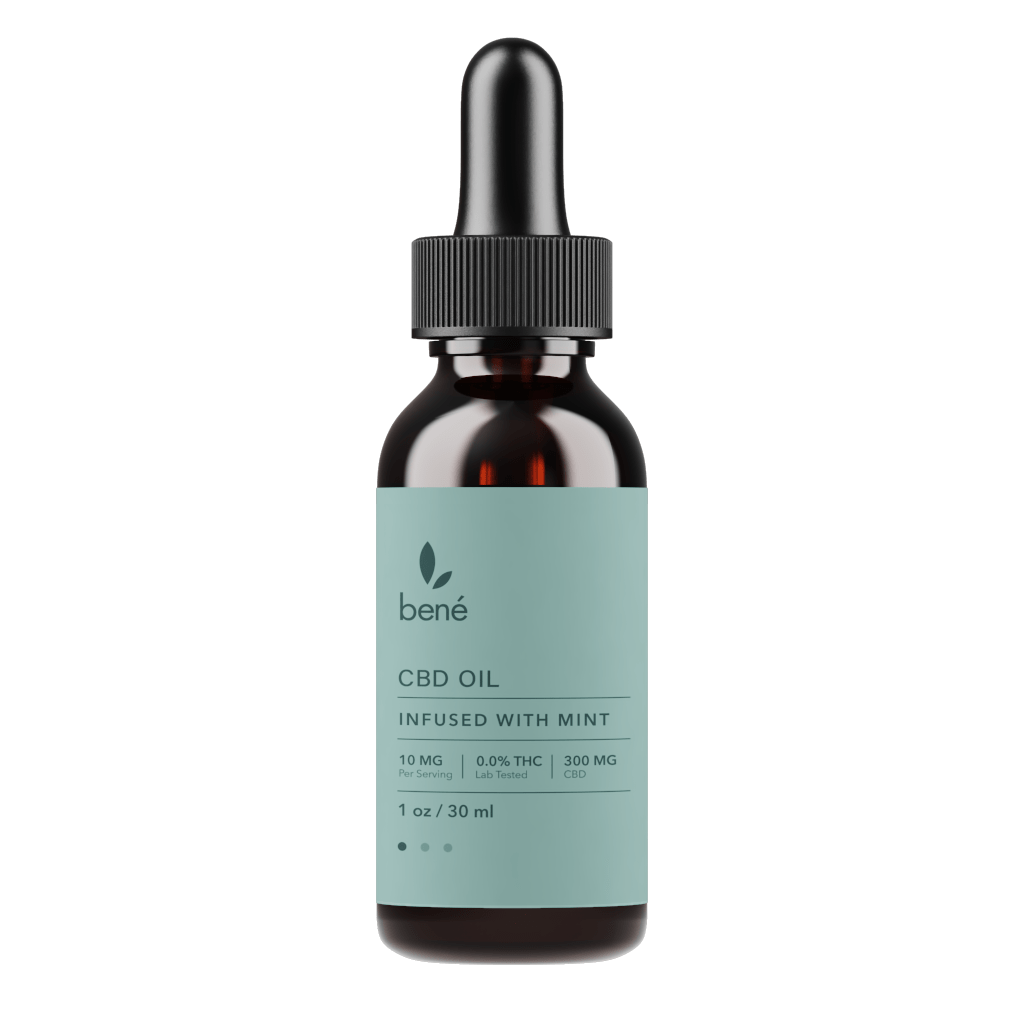 bené
CBD OIL
INFUSED WITH MINT
10 MG 0.0% THC 300 MG
Per Serving Lab Tested CBD
1 oz / 30 ml